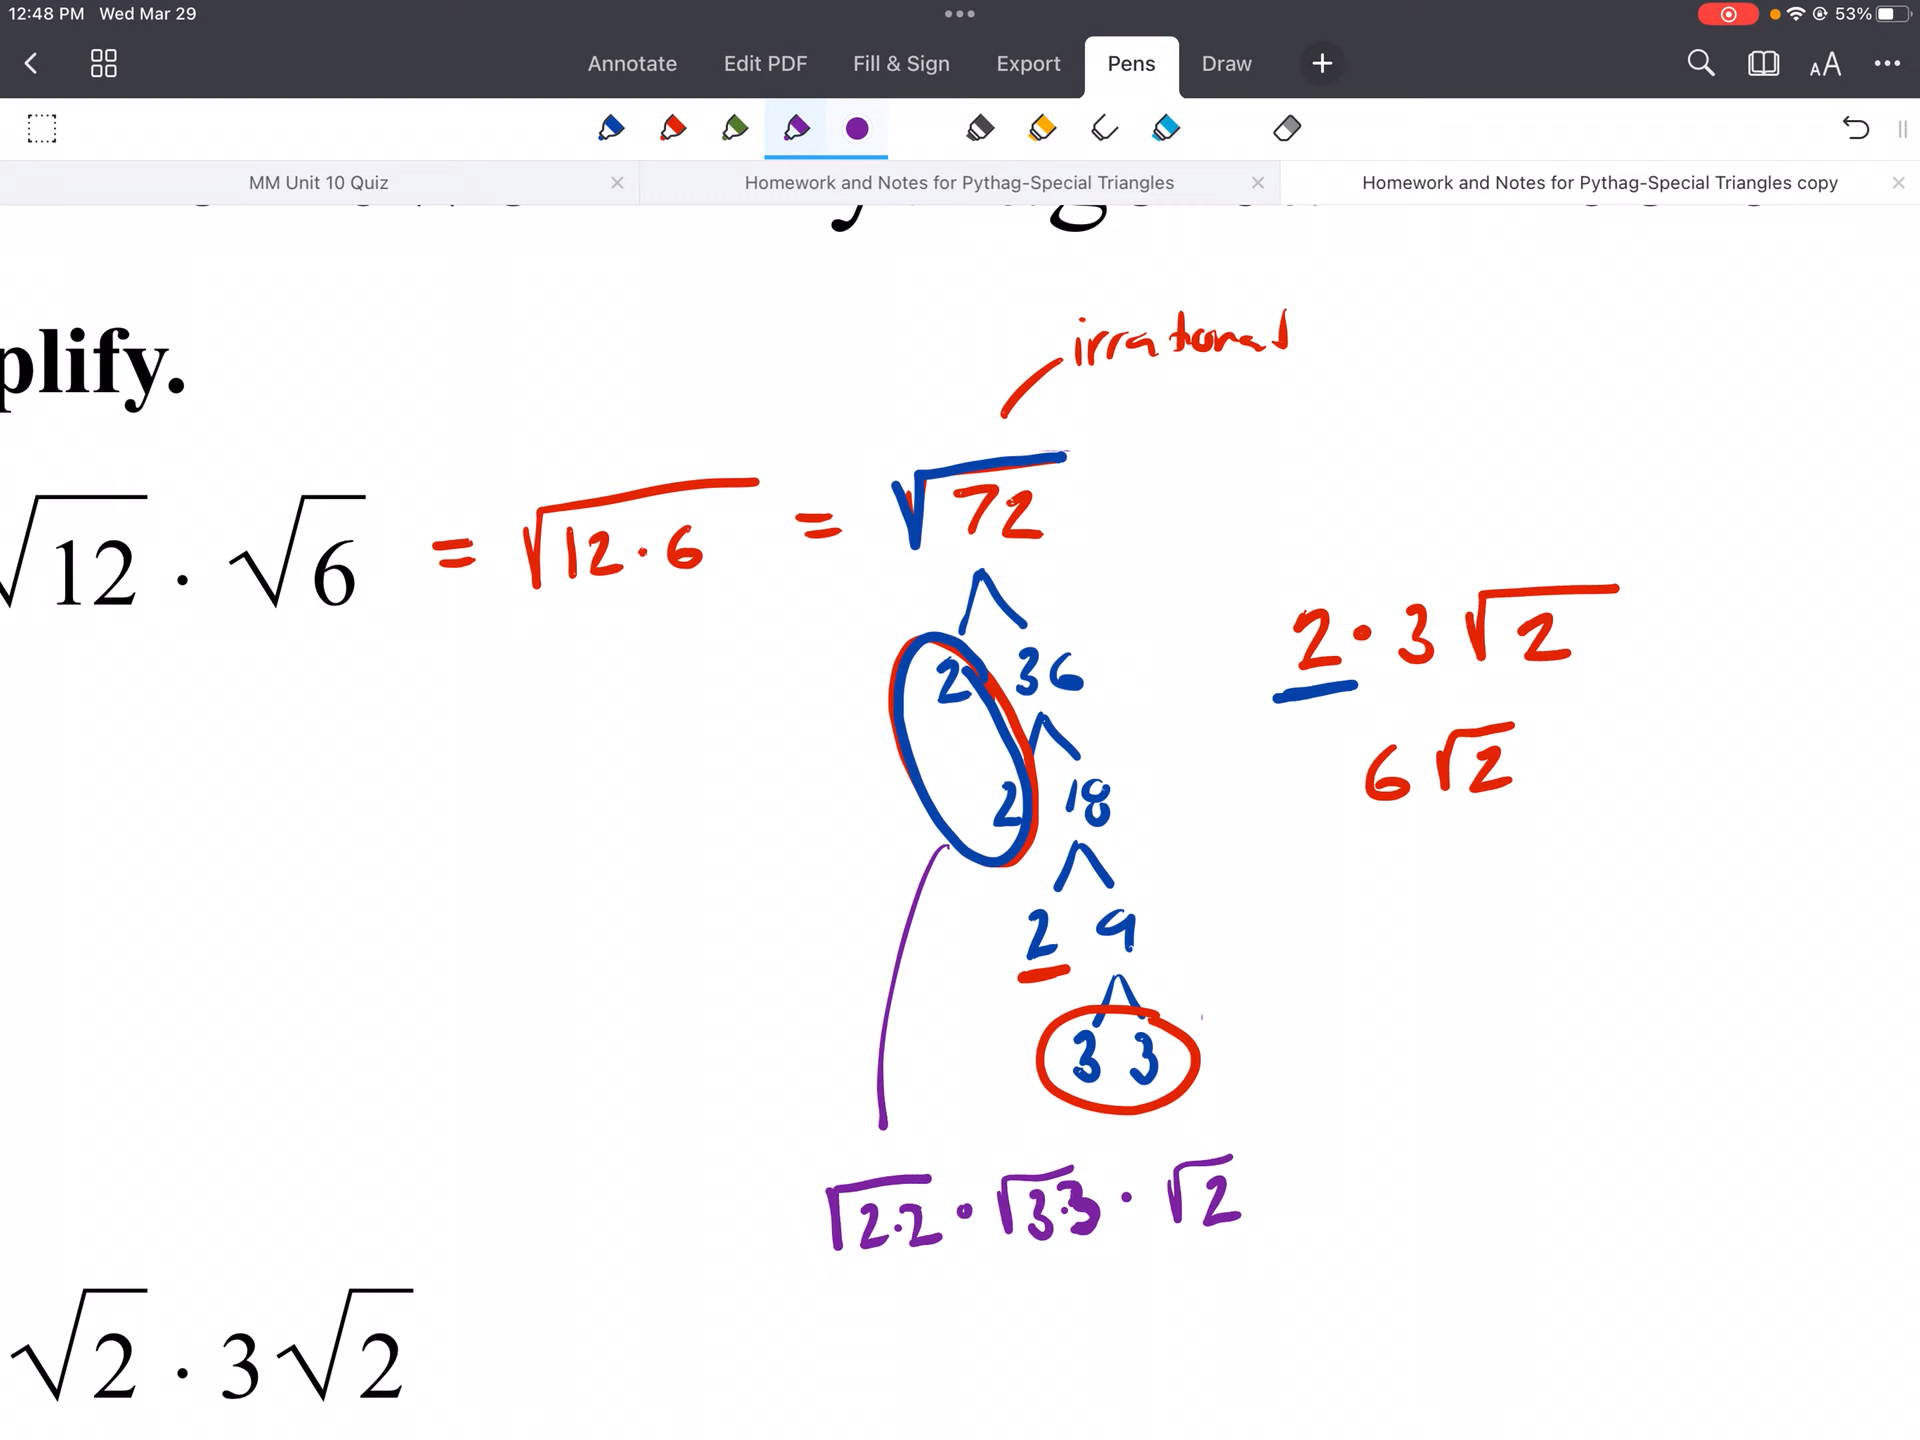 12:48 PM Wed Mar 29
53%
Annotate Edit PDF Fill & Sign Export Pens Draw
AA
MM Unit 10 Quiz
Homework and Notes for Pythag-Special Triangles
Homework and Notes for Pythag-Special Triangles copy
plify.
irrational
√12 · √6 = √12·6 = √72
2 36
2 18
2 9
3 3
2 · 3 √2
6 √2
√2·2 · √3·3 · √2
√2 · 3√2